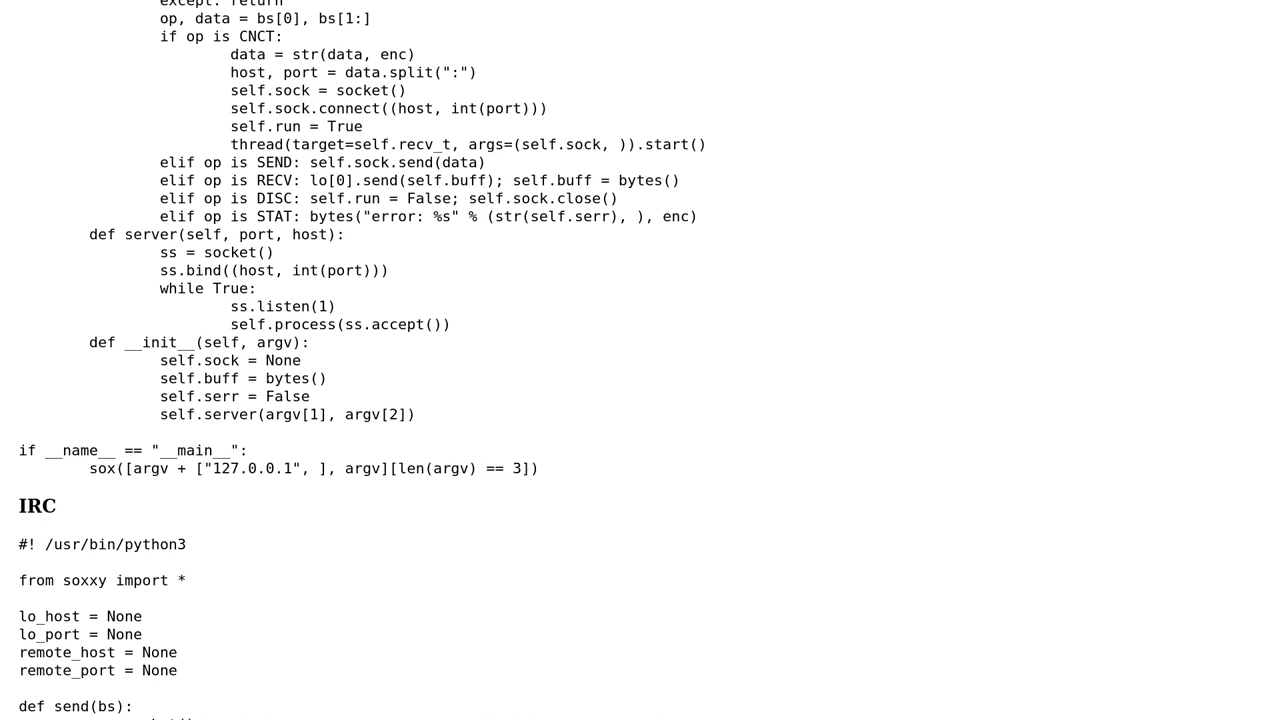 except: return
op, data = bs[0], bs[1:]
if op is CNCT:
data = str(data, enc)
host, port = data.split(":")
self.sock = socket()
self.sock.connect((host, int(port)))
self.run = True
thread(target=self.recv_t, args=(self.sock, )).start()
elif op is SEND: self.sock.send(data)
elif op is RECV: lo[0].send(self.buff); self.buff = bytes()
elif op is DISC: self.run = False; self.sock.close()
elif op is STAT: bytes("error: %s" % (str(self.serr), ), enc)
def server(self, port, host):
ss = socket()
ss.bind((host, int(port)))
while True:
ss.listen(1)
self.process(ss.accept())
def __init__(self, argv):
self.sock = None
self.buff = bytes()
self.serr = False
self.server(argv[1], argv[2])
if __name__ == "__main__":
sox([argv + ["127.0.0.1", ], argv][len(argv) == 3])
IRC
#! /usr/bin/python3
from soxxy import *
lo_host = None
lo_port = None
remote_host = None
remote_port = None
def send(bs):